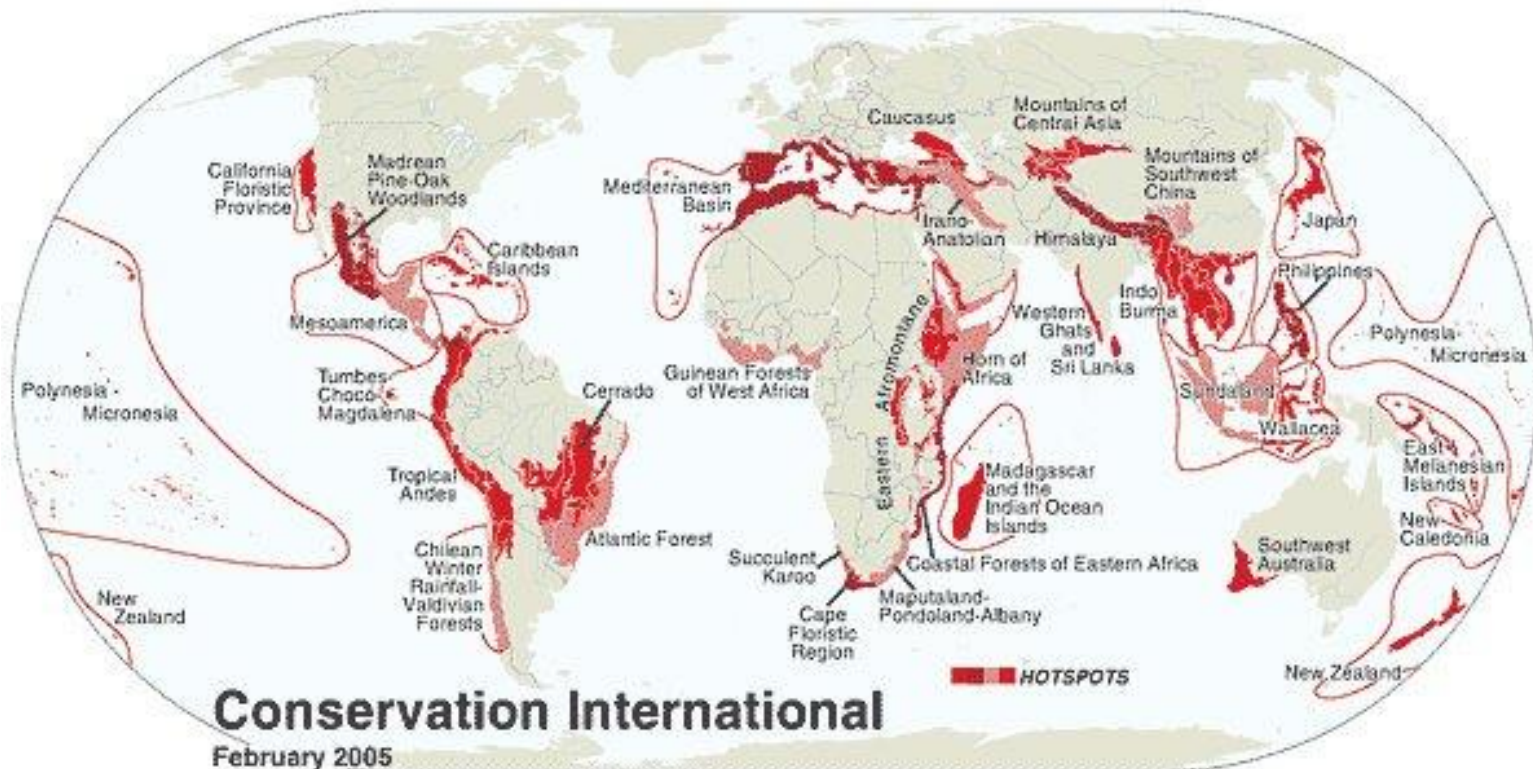 Caucasus
Mountains of
Central Asia
California
Floristic
Province
Madrean
Pine-Oak
Woodlands
Mediterranean
Basin
Mountains of
Southwest
China
Irano-
Anatolian
Himalaya
Japan
Caribbean
Islands
Philippines
Mesoamerica
Indo
Burma
Western
Ghats
and
Sri Lanka
Polynesia-
Micronesia
Polynesia -
Micronesia
Tumbes-
Choco-
Magdalena
Cerrado
Guinean Forests
of West Africa
Eastern Afromontane
Horn of
Africa
Sundaland
Wallacea
East
Melanesian
Islands
Tropical
Andes
Madagascar
and the
Indian Ocean
Islands
New
Caledonia
Atlantic Forest
Chilean
Winter
Rainfall-
Valdivian
Forests
Succulent
Karoo
Coastal Forests of Eastern Africa
Southwest
Australia
Cape
Floristic
Region
Maputaland-
Pondoland-Albany
New
Zealand
New Zealand
HOTSPOTS
Conservation International
February 2005